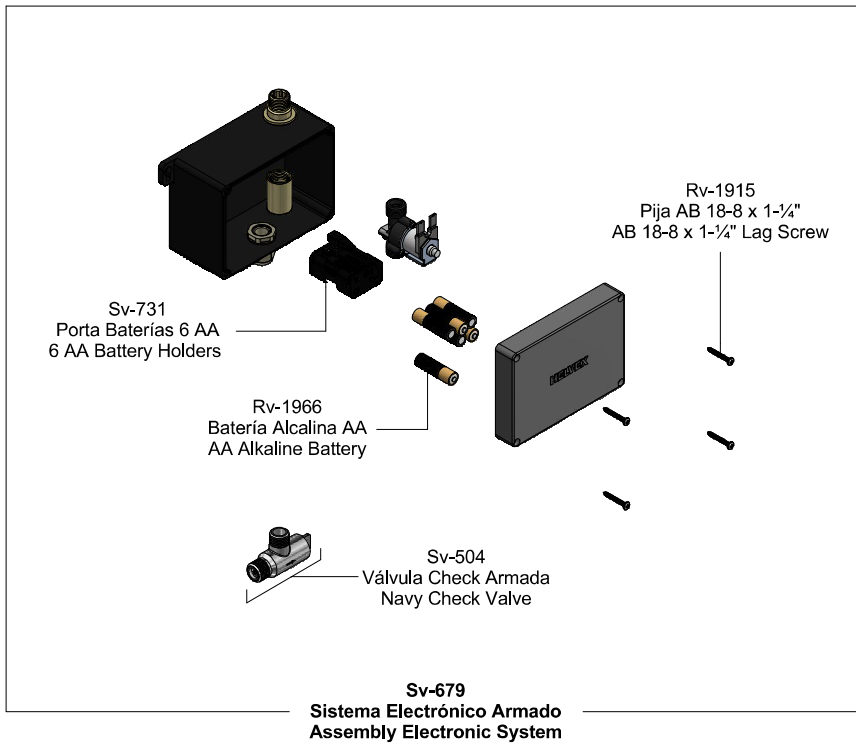 Rv-1915
Pija AB 18-8 x 1-¼"
AB 18-8 x 1-¼" Lag Screw
Sv-731
Porta Baterías 6 AA
6 AA Battery Holders
HELVEX
Rv-1966
Batería Alcalina AA
AA Alkaline Battery
Sv-504
Válvula Check Armada
Navy Check Valve
Sv-679
Sistema Electrónico Armado
Assembly Electronic System